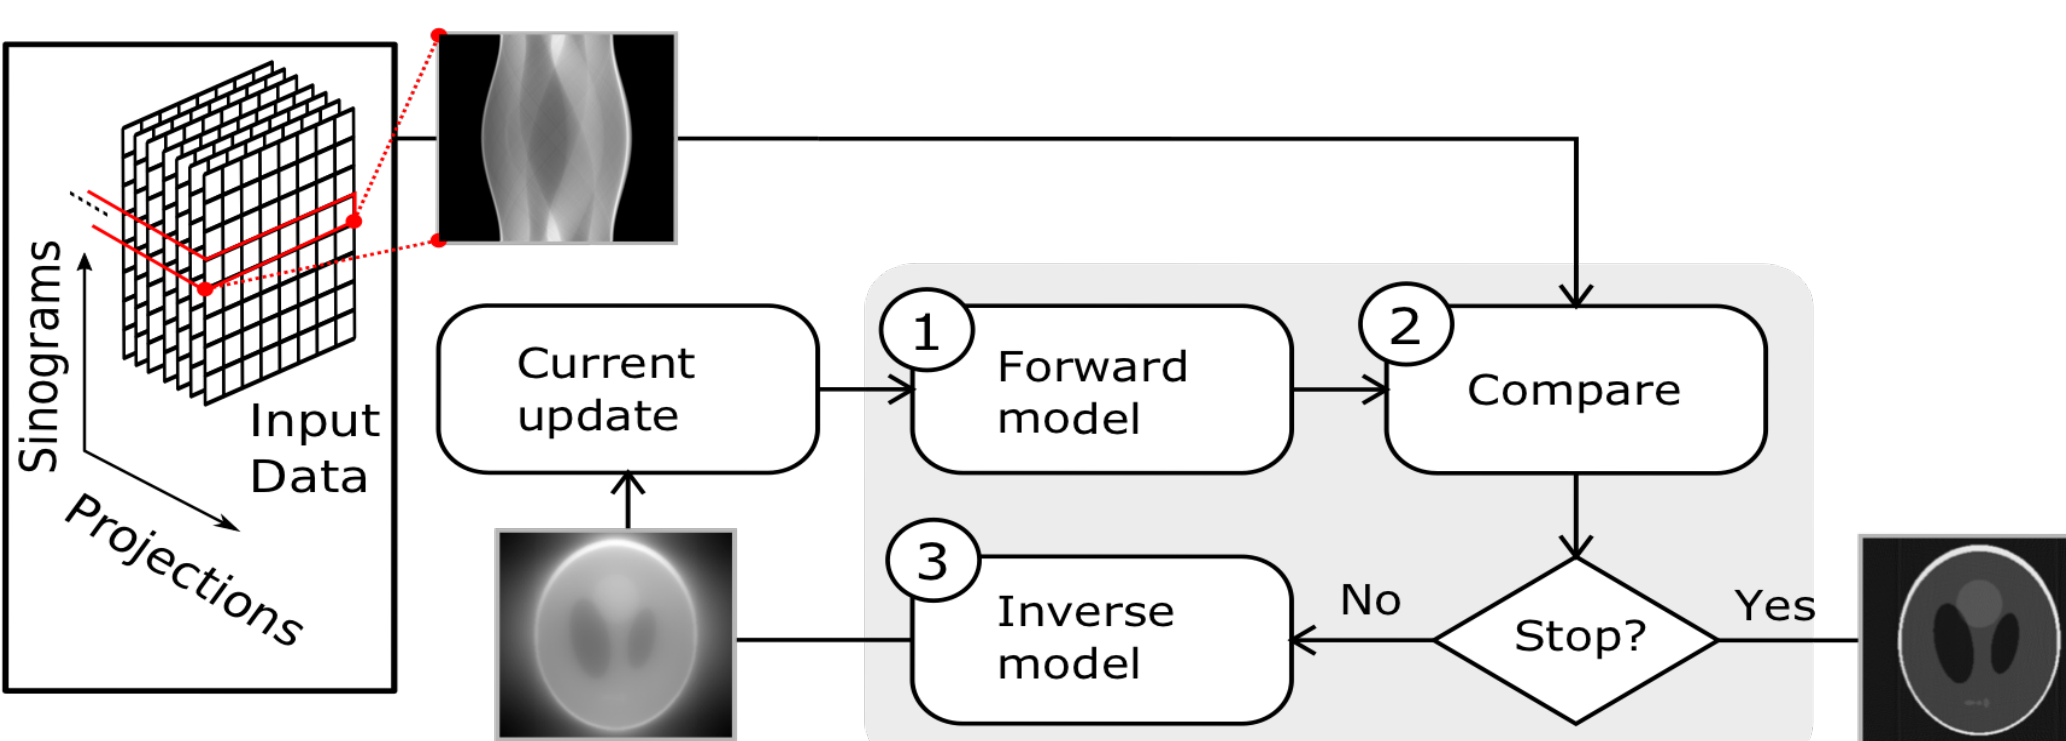 Sinograms
Projections
Input
Data
Current
update
1
Forward
model
2
Compare
3
Inverse
model
No
Stop?
Yes